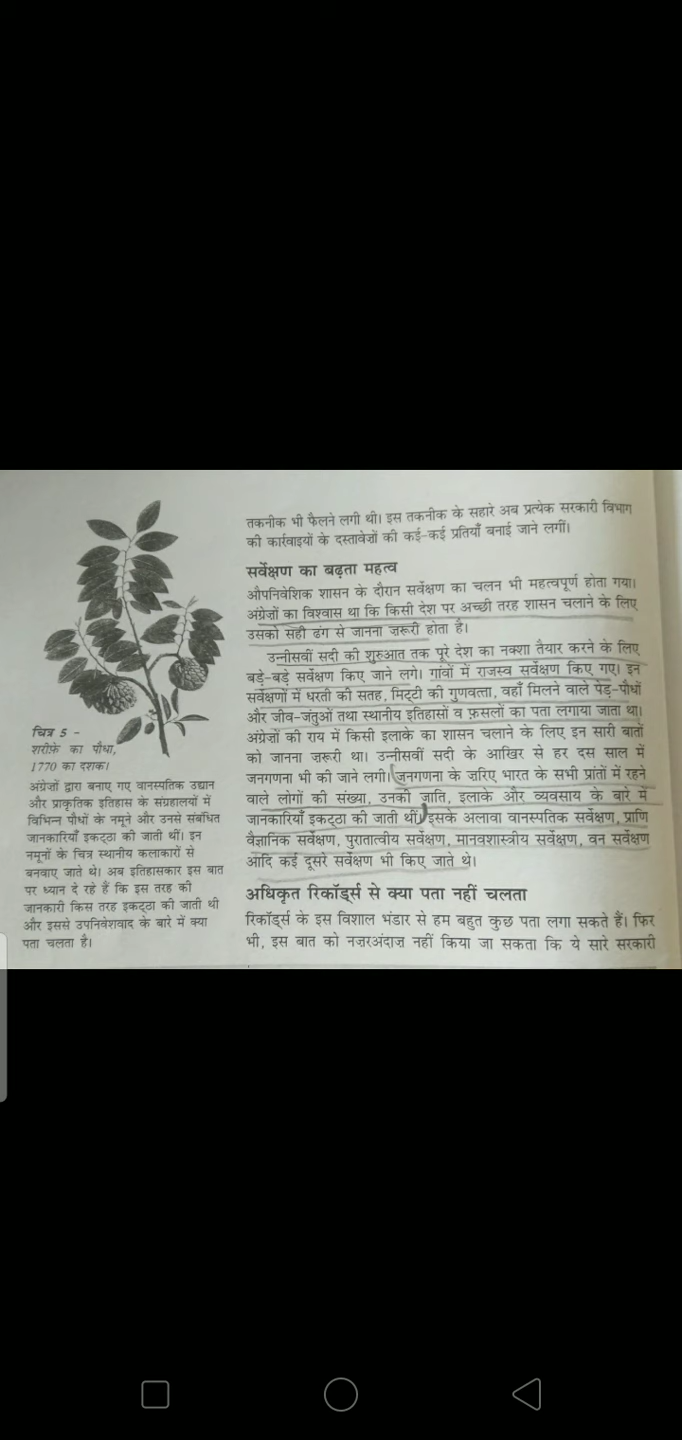 तकनीक भी फैलने लगी थी। इस तकनीक के सहारे अब प्रत्येक सरकारी विभाग
की कार्रवाइयों के दस्तावेज़ों की कई-कई प्रतियाँ बनाई जाने लगीं।
सर्वेक्षण का बढ़ता महत्व
औपनिवेशिक शासन के दौरान सर्वेक्षण का चलन भी महत्वपूर्ण होता गया।
अंग्रेज़ों का विश्वास था कि किसी देश पर अच्छी तरह शासन चलाने के लिए
उसको सही ढंग से जानना ज़रूरी होता है।
उन्नीसवीं सदी की शुरुआत तक पूरे देश का नक्शा तैयार करने के लिए
बड़े-बड़े सर्वेक्षण किए जाने लगे। गांवों में राजस्व सर्वेक्षण किए गए। इन
सर्वेक्षणों में धरती की सतह, मिट्टी की गुणवत्ता, वहाँ मिलने वाले पेड़-पौधों
और जीव-जंतुओं तथा स्थानीय इतिहासों व फ़सलों का पता लगाया जाता था।
अंग्रेज़ों की राय में किसी इलाके का शासन चलाने के लिए इन सारी बातों
को जानना ज़रूरी था। उन्नीसवीं सदी के आखिर से हर दस साल में
जनगणना भी की जाने लगी। जनगणना के ज़रिए भारत के सभी प्रांतों में रहने
वाले लोगों की संख्या, उनकी जाति, इलाके और व्यवसाय के बारे में
जानकारियाँ इकट्ठा की जाती थीं। इसके अलावा वानस्पतिक सर्वेक्षण, प्राणि
वैज्ञानिक सर्वेक्षण, पुरातात्वीय सर्वेक्षण, मानवशास्त्रीय सर्वेक्षण, वन सर्वेक्षण
आदि कई दूसरे सर्वेक्षण भी किए जाते थे।
अधिकृत रिकॉर्ड्स से क्या पता नहीं चलता
रिकॉर्ड्स के इस विशाल भंडार से हम बहुत कुछ पता लगा सकते हैं। फिर
भी, इस बात को नज़रअंदाज़ नहीं किया जा सकता कि ये सारे सरकारी
चित्र 5 -
शरीफ़े का पौधा,
1770 का दशक।
अंग्रेज़ों द्वारा बनाए गए वानस्पतिक उद्यान
और प्राकृतिक इतिहास के संग्रहालयों में
विभिन्न पौधों के नमूने और उनसे संबंधित
जानकारियाँ इकट्ठा की जाती थीं। इन
नमूनों के चित्र स्थानीय कलाकारों से
बनवाए जाते थे। अब इतिहासकार इस बात
पर ध्यान दे रहे हैं कि इस तरह की
जानकारी किस तरह इकट्ठा की जाती थी
और इससे उपनिवेशवाद के बारे में क्या
पता चलता है।